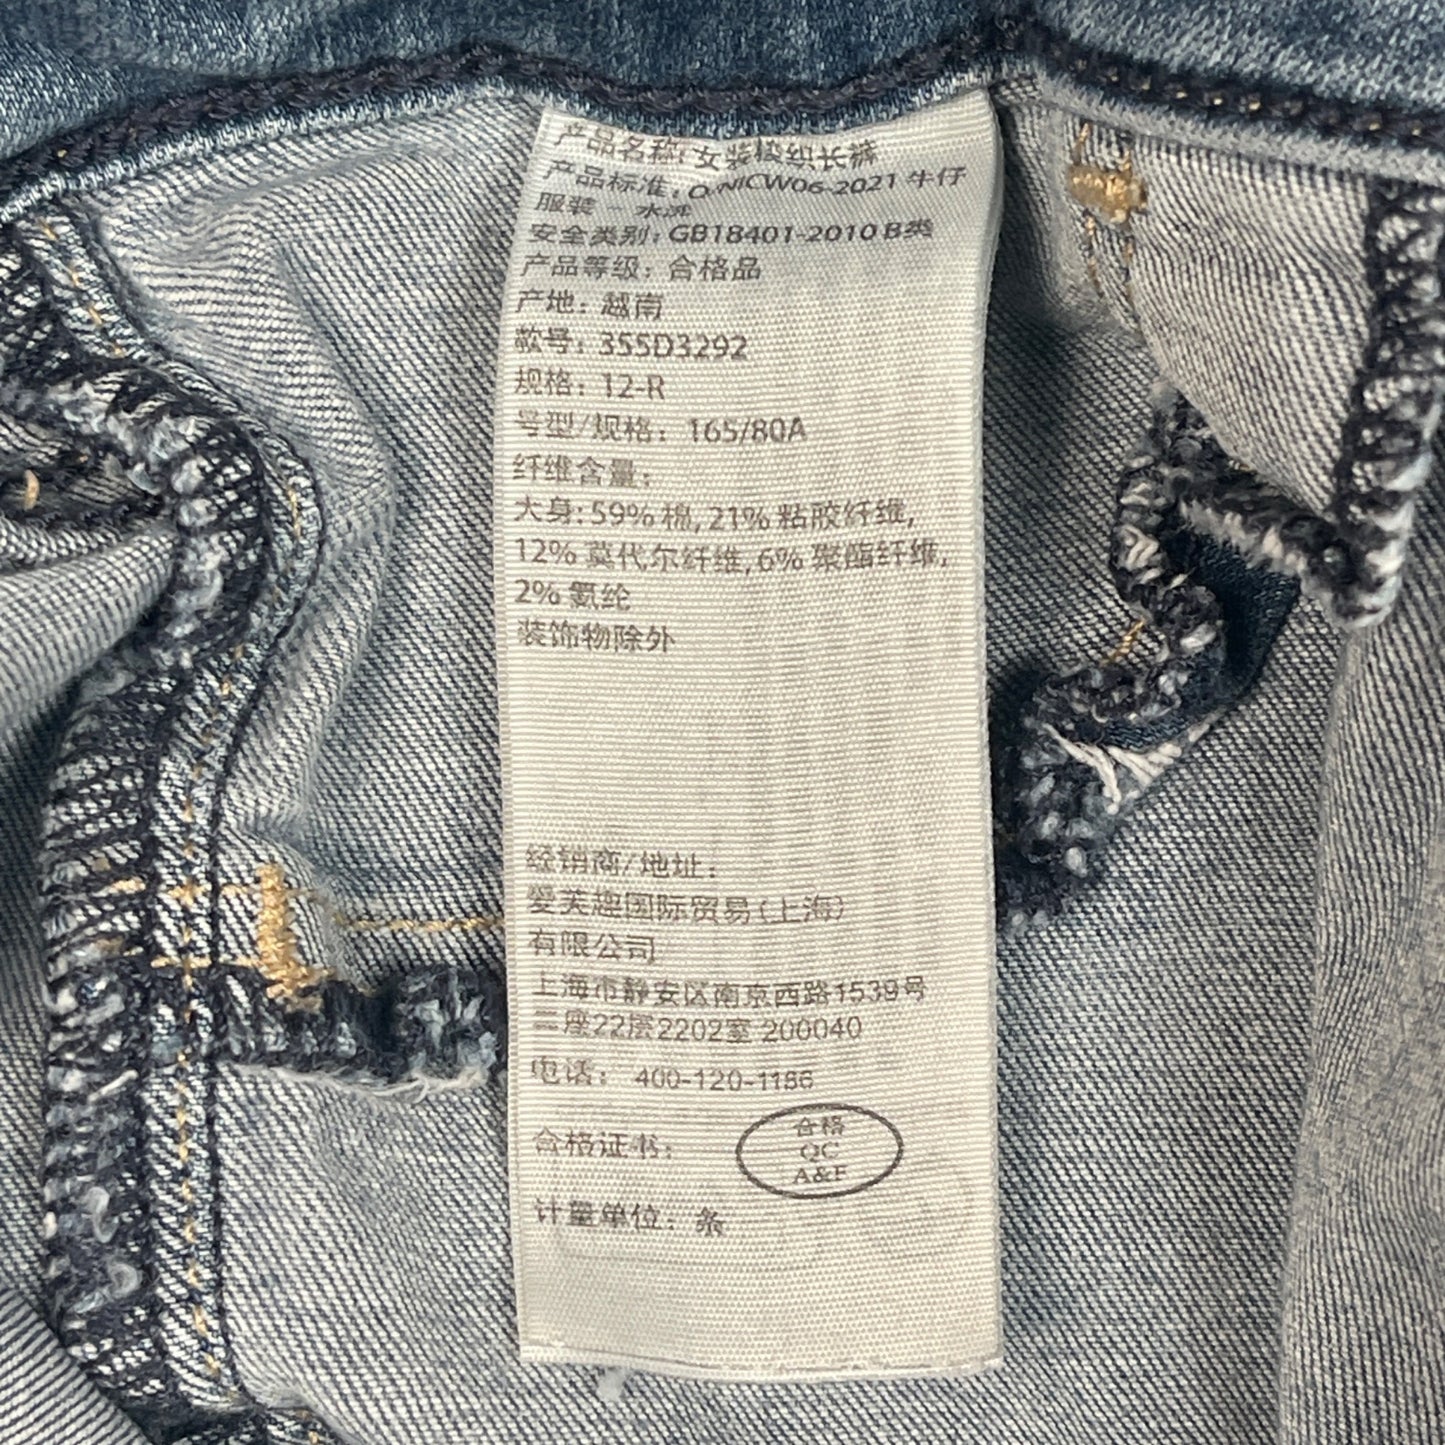 产品名称:女装梭织长裤
产品标准: Q/NICW06-2021 牛仔
服装 - 水洗
安全类别: GB18401-2010 B类
产品等级: 合格品
产地: 越南
款号: 355D3292
规格: 12-R
号型/规格: 165/80A
纤维含量:
大身:59% 棉, 21% 粘胶纤维,
12% 莫代尔纤维, 6% 聚酯纤维,
2% 氨纶
装饰物除外
经销商/地址:
爱芙趣国际贸易(上海)
有限公司
上海市静安区南京西路1539号
二座22层2202室 200040
电话: 400-120-1186
合格证书:
合格
QC
A&F
计量单位: 条